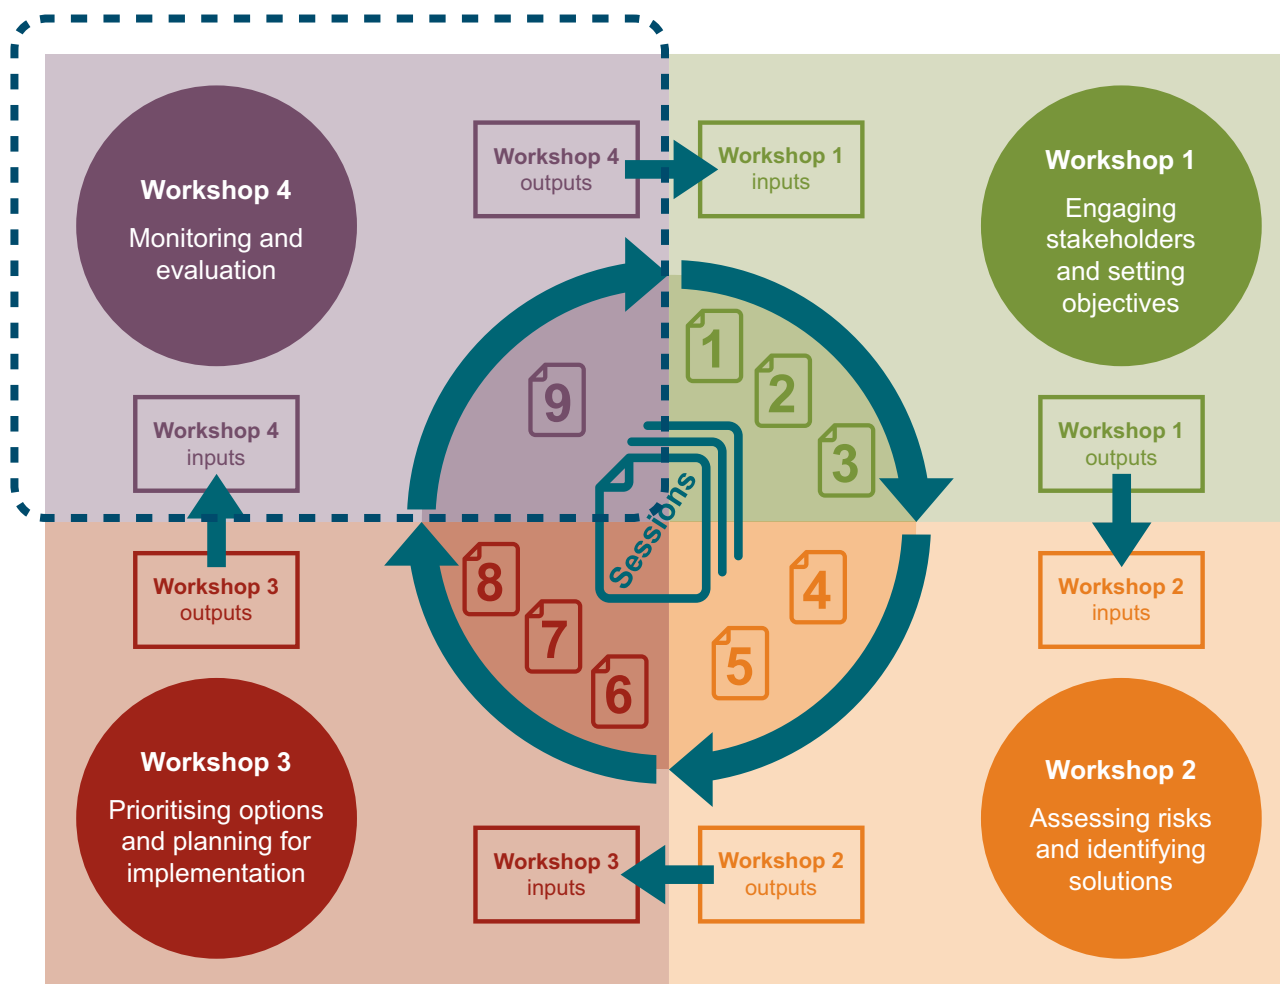 Workshop 4
Monitoring and
evaluation
Workshop 4
outputs
Workshop 1
inputs
Workshop 1
Engaging
stakeholders
and setting
objectives
1
2
3
9
Workshop 4
inputs
Workshop 1
outputs
Sessions
Workshop 3
outputs
8
7
6
4
5
Workshop 2
inputs
Workshop 3
Prioritising options
and planning for
implementation
Workshop 3
inputs
Workshop 2
outputs
Workshop 2
Assessing risks
and identifying
solutions